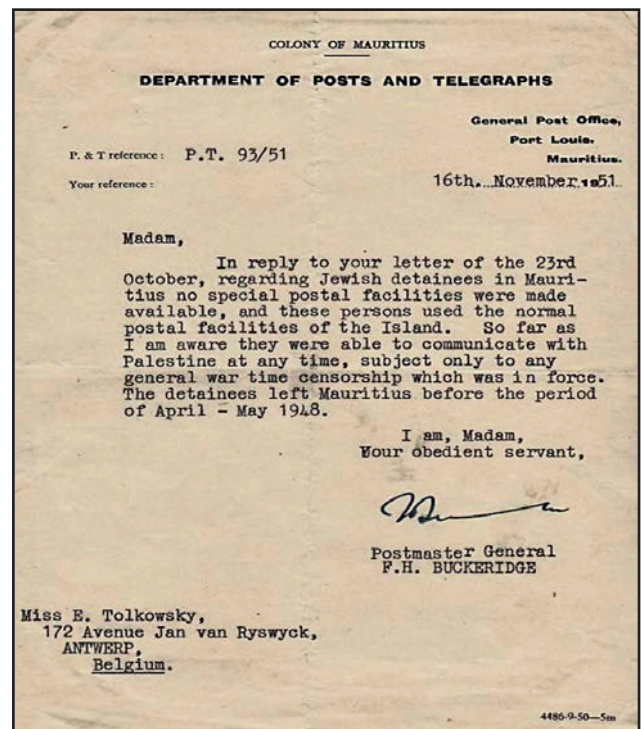 COLONY OF MAURITIUS
DEPARTMENT OF POSTS AND TELEGRAPHS
General Post Office,
Port Louis.
Mauritius.
P. & T reference : P.T. 93/51
Your reference :
16th. November 1951
Madam,
In reply to your letter of the 23rd
October, regarding Jewish detainees in Mauri-
tius no special postal facilities were made
available, and these persons used the normal
postal facilities of the Island. So far as
I am aware they were able to communicate with
Palestine at any time, subject only to any
general war time censorship which was in force.
The detainees left Mauritius before the period
of April - May 1948.
I am, Madam,
Your obedient servant,
Postmaster General
F.H. BUCKERIDGE
Miss E. Tolkowsky,
172 Avenue Jan van Ryswyck,
ANTWERP,
Belgium.
4486-9-50—5m